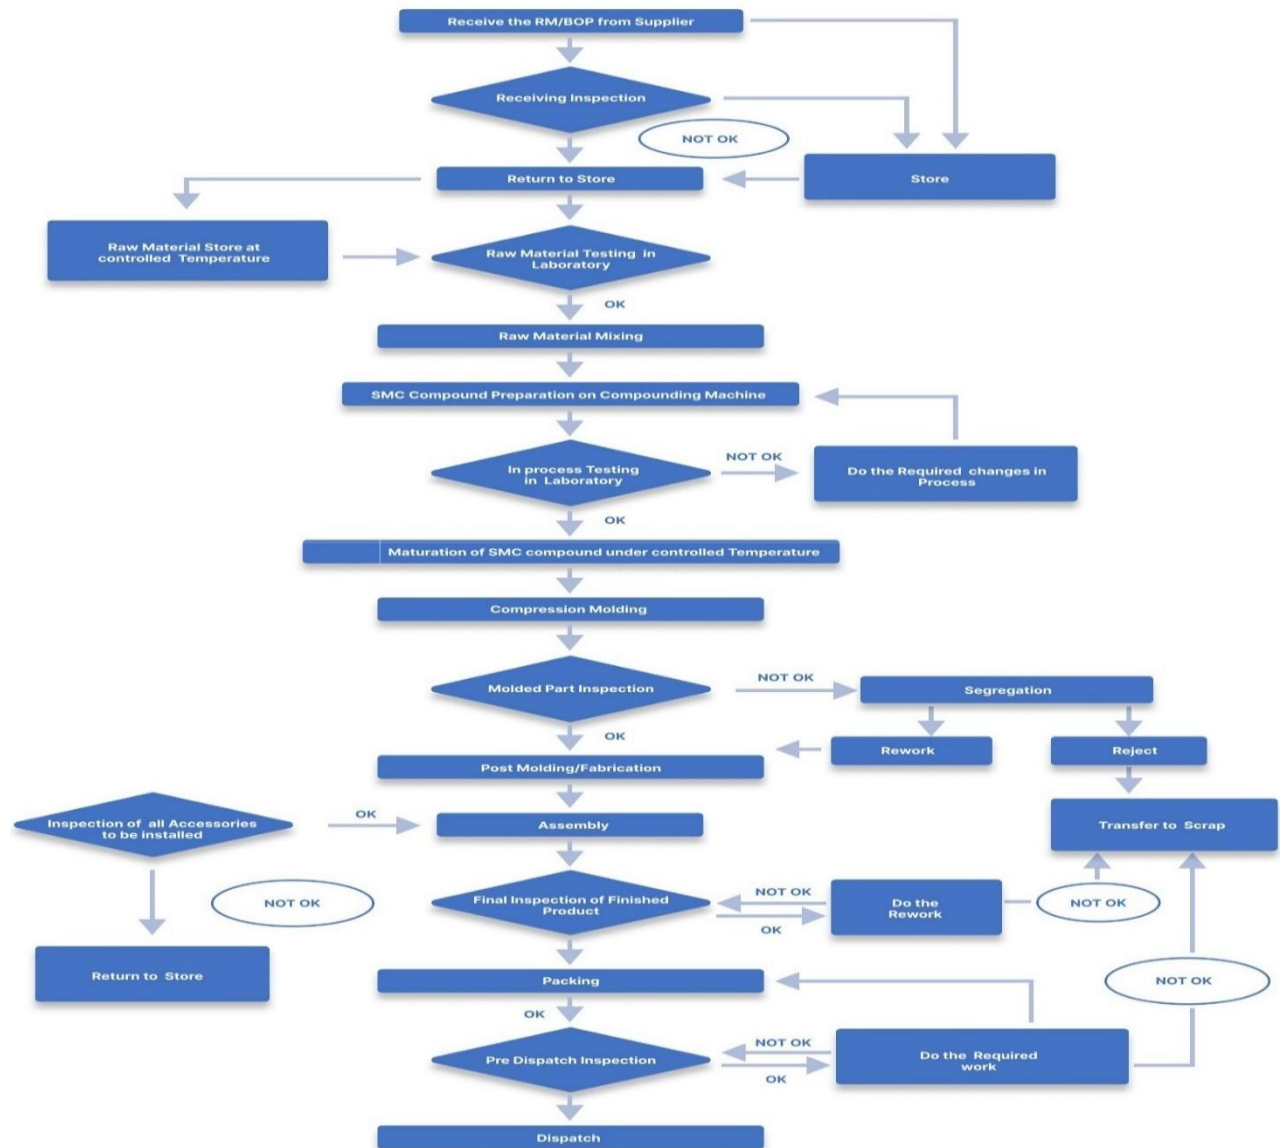 Receive the RM/BOP from Supplier
Receiving Inspection
NOT OK
Return to Store
Store
Raw Material Store at
controlled Temperature
Raw Material Testing in
Laboratory
OK
Raw Material Mixing
SMC Compound Preparation on Compounding Machine
In process Testing
in Laboratory
NOT OK
Do the Required changes in
Process
OK
Maturation of SMC compound under controlled Temperature
Compression Molding
Molded Part Inspection
NOT OK
Segregation
OK
Rework
Reject
Post Molding/Fabrication
Inspection of all Accessories
to be installed
OK
Assembly
Transfer to Scrap
NOT OK
Final Inspection of Finished
Product
NOT OK
OK
Do the
Rework
NOT OK
Return to Store
Packing
NOT OK
OK
Pre Dispatch Inspection
NOT OK
OK
Do the Required
work
Dispatch